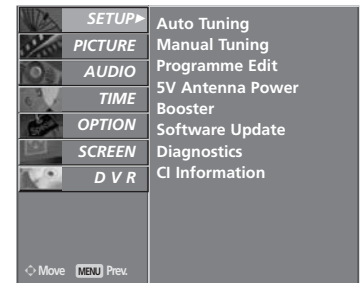 SETUP
PICTURE
AUDIO
TIME
OPTION
SCREEN
D V R
Auto Tuning
Manual Tuning
Programme Edit
5V Antenna Power
Booster
Software Update
Diagnostics
CI Information
Move MENU Prev.